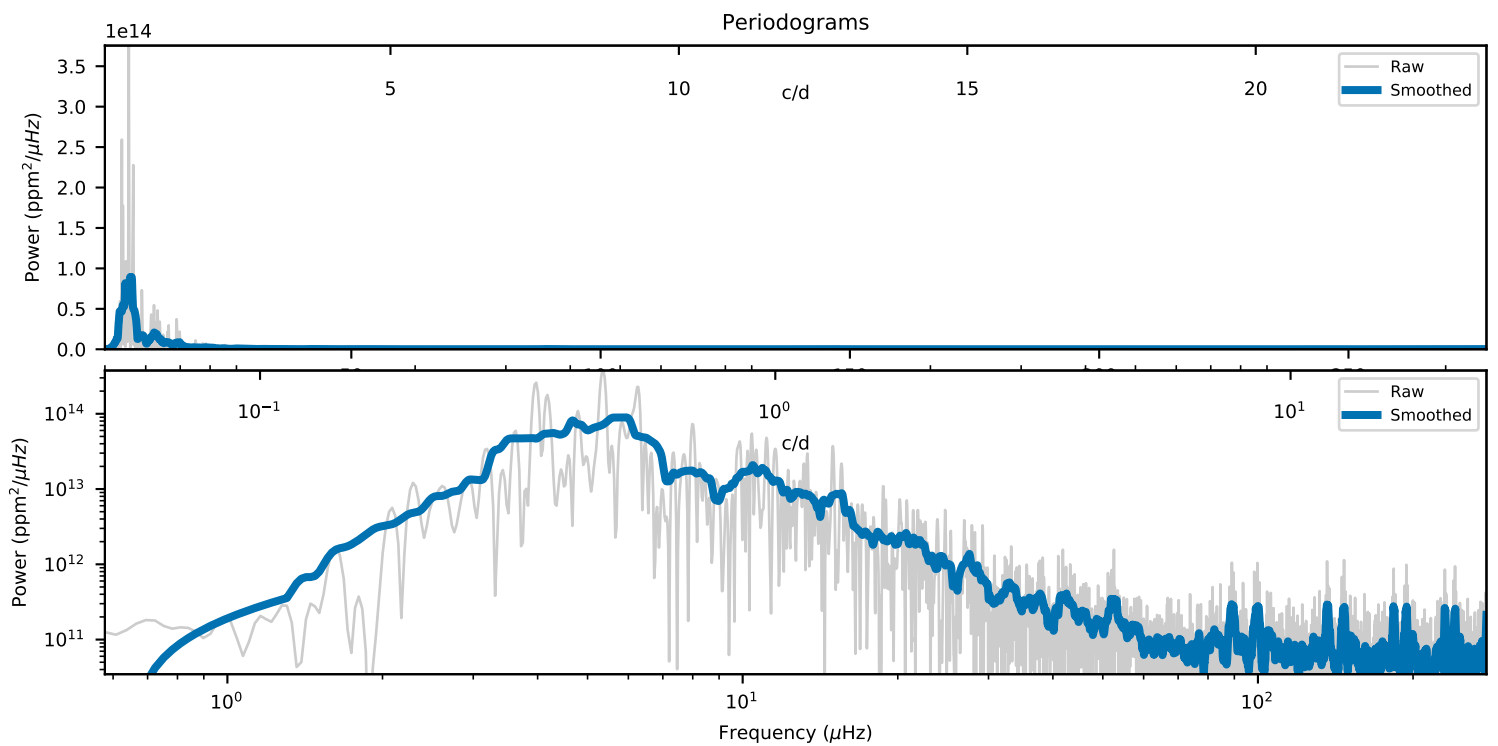 Periodograms
1e14
Power (ppm²/μHz)
3.5
3.0
2.5
2.0
1.5
1.0
0.5
0.0
5
10
15
20
c/d
Raw
Smoothed
Power (ppm²/μHz)
10¹⁴
10¹³
10¹²
10¹¹
10⁻¹
10⁰
10¹
c/d
Raw
Smoothed
10⁰
10¹
10²
Frequency (μHz)